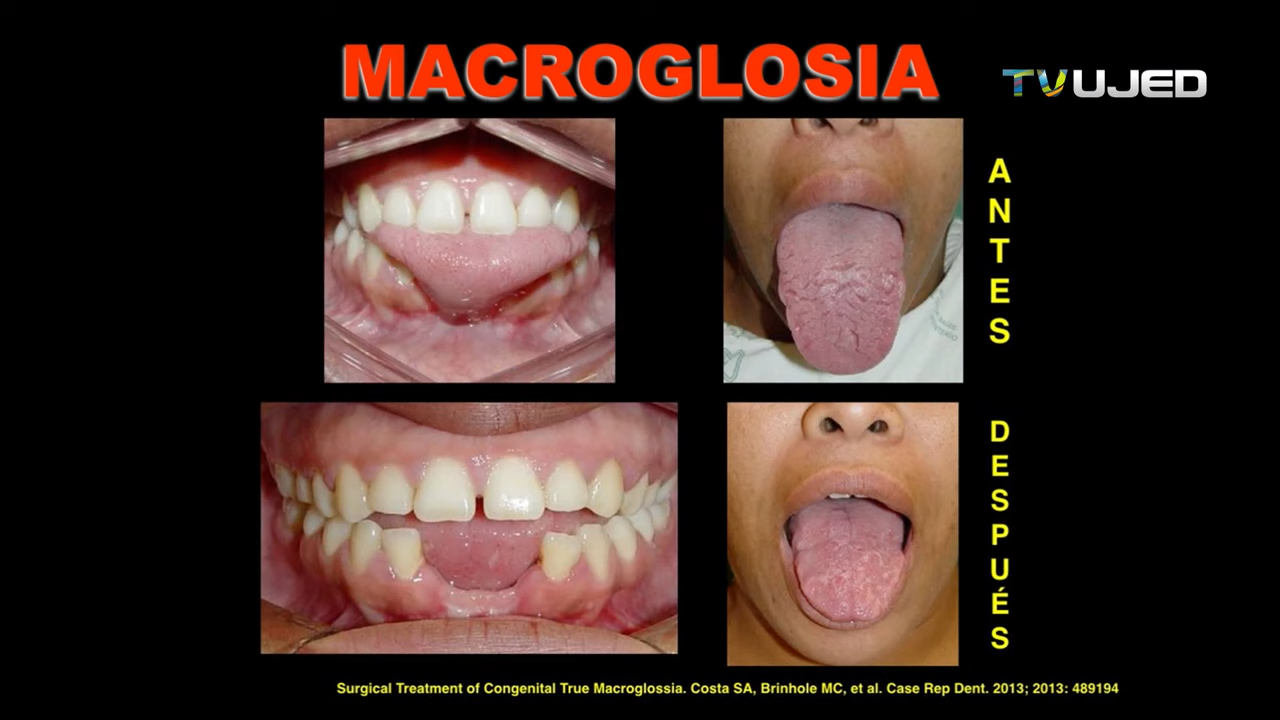 MACROGLOSIA
TVUJED
ANTES
DESPUÉS
Surgical Treatment of Congenital True Macroglossia. Costa SA, Brinhole MC, et al. Case Rep Dent. 2013; 2013: 489194